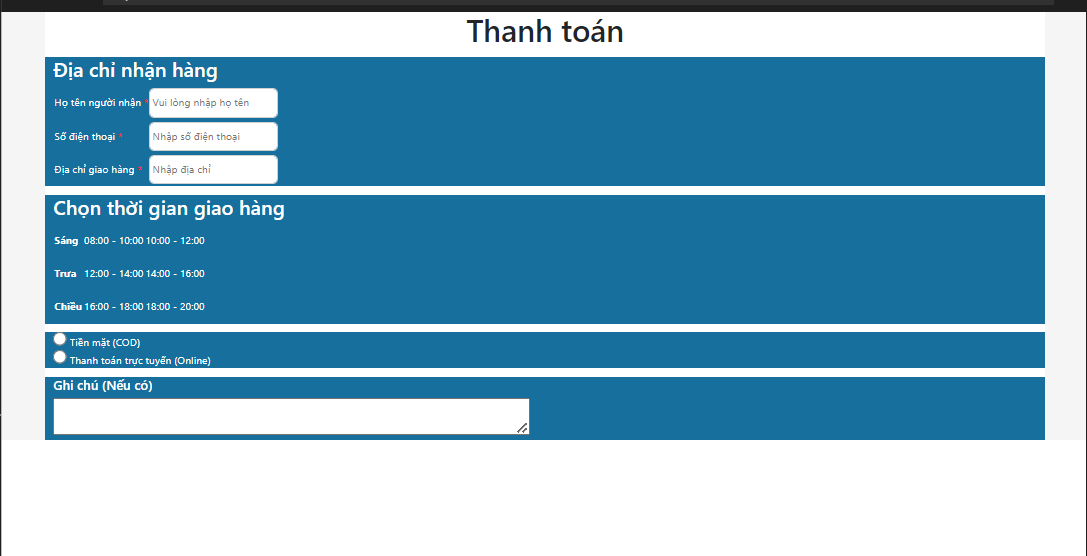 Thanh toán
Địa chỉ nhận hàng
Họ tên người nhận * Vui lòng nhập họ tên
Số điện thoại * Nhập số điện thoại
Địa chỉ giao hàng * Nhập địa chỉ
Chọn thời gian giao hàng
Sáng 08:00 - 10:00 10:00 - 12:00
Trưa 12:00 - 14:00 14:00 - 16:00
Chiều 16:00 - 18:00 18:00 - 20:00
Tiền mặt (COD)
Thanh toán trực tuyến (Online)
Ghi chú (Nếu có)